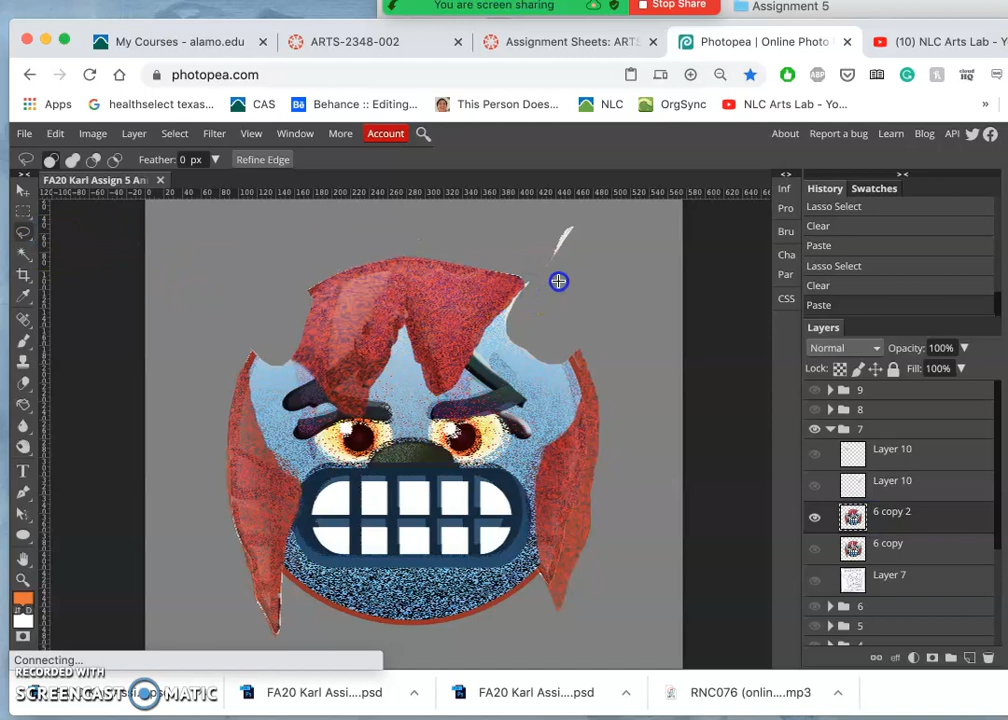 You are screen sharing
Stop Share
Assignment 5
My Courses - alamo.edu
ARTS-2348-002
Assignment Sheets: ARTS
Photopea | Online Photo
(10) NLC Arts Lab - Yo
photopea.com
ABP
cloud
HQ
Apps
healthselect texas...
CAS
Behance :: Editing...
This Person Does...
NLC
OrgSync
NLC Arts Lab - Yo...
»
File Edit Image Layer Select Filter View Window More Account
About Report a bug Learn Blog API
Feather: 0 px Refine Edge
FA20 Karl Assign 5 An
Inf
Pro
Bru
Cha
Par
CSS
History Swatches
Lasso Select
Clear
Paste
Lasso Select
Clear
Paste
Layers
Normal Opacity: 100%
Lock: Fill: 100%
9
8
7
Layer 10
Layer 10
6 copy 2
6 copy
Layer 7
6
5
eff
Connecting...
RECORDED WITH
SCREENCAST MATIC
FA20 Karl Assi....psd
FA20 Karl Assi....psd
RNC076 (onlin....mp3